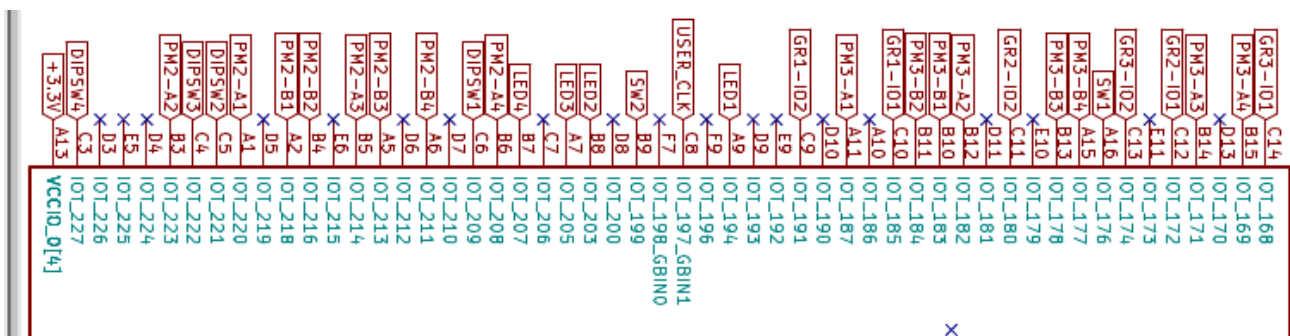 GR3-IO1 C14 IOT_168
PM3-A4 B15 IOT_169
D13 IOT_170
PM3-A3 B14 IOT_171
GR2-IO1 C12 IOT_172
E11 IOT_173
GR3-IO2 C13 IOT_174
SW1 A16 IOT_176
PM3-B4 A15 IOT_177
PM3-B3 B13 IOT_178
E10 IOT_179
GR2-IO2 C11 IOT_180
D11 IOT_181
PM3-A2 B12 IOT_182
PM3-B1 B10 IOT_183
PM3-B2 B11 IOT_184
GR1-IO1 C10 IOT_185
A10 IOT_186
PM3-A1 A11 IOT_187
D10 IOT_190
GR1-IO2 C9 IOT_191
E9 IOT_192
D9 IOT_193
LED1 A9 IOT_194
F9 IOT_196
USER_CLK C8 IOT_197_GBIN1
F7 IOT_198_GBIN0
SW2 B9 IOT_199
D8 IOT_200
LED2 B8 IOT_203
LED3 A7 IOT_205
C7 IOT_206
LED4 B7 IOT_207
PM2-A4 B6 IOT_208
DIPSW1 C6 IOT_209
D7 IOT_210
PM2-B4 A6 IOT_211
D6 IOT_212
PM2-B3 A5 IOT_213
PM2-A3 B5 IOT_214
E6 IOT_215
PM2-B2 B4 IOT_216
PM2-B1 A2 IOT_218
D5 IOT_219
PM2-A1 A1 IOT_220
DIPSW2 C5 IOT_221
DIPSW3 C4 IOT_222
PM2-A2 B3 IOT_223
D4 IOT_224
E5 IOT_225
D3 IOT_226
DIPSW4 C3 IOT_227
+3.3V A13 VCCIO_0[4]